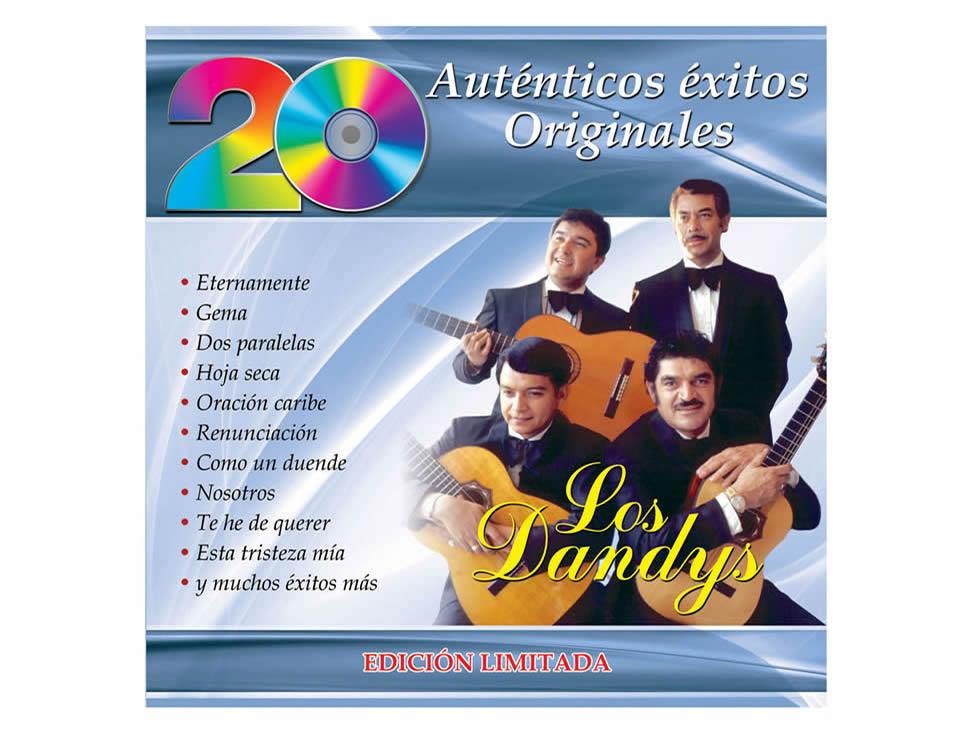 20
Auténticos éxitos
Originales
• Eternamente
• Gema
• Dos paralelas
• Hoja seca
• Oración caribe
• Renunciación
• Como un duende
• Nosotros
• Te he de querer
• Esta tristeza mía
• y muchos éxitos más
Los
Dandys
EDICIÓN LIMITADA